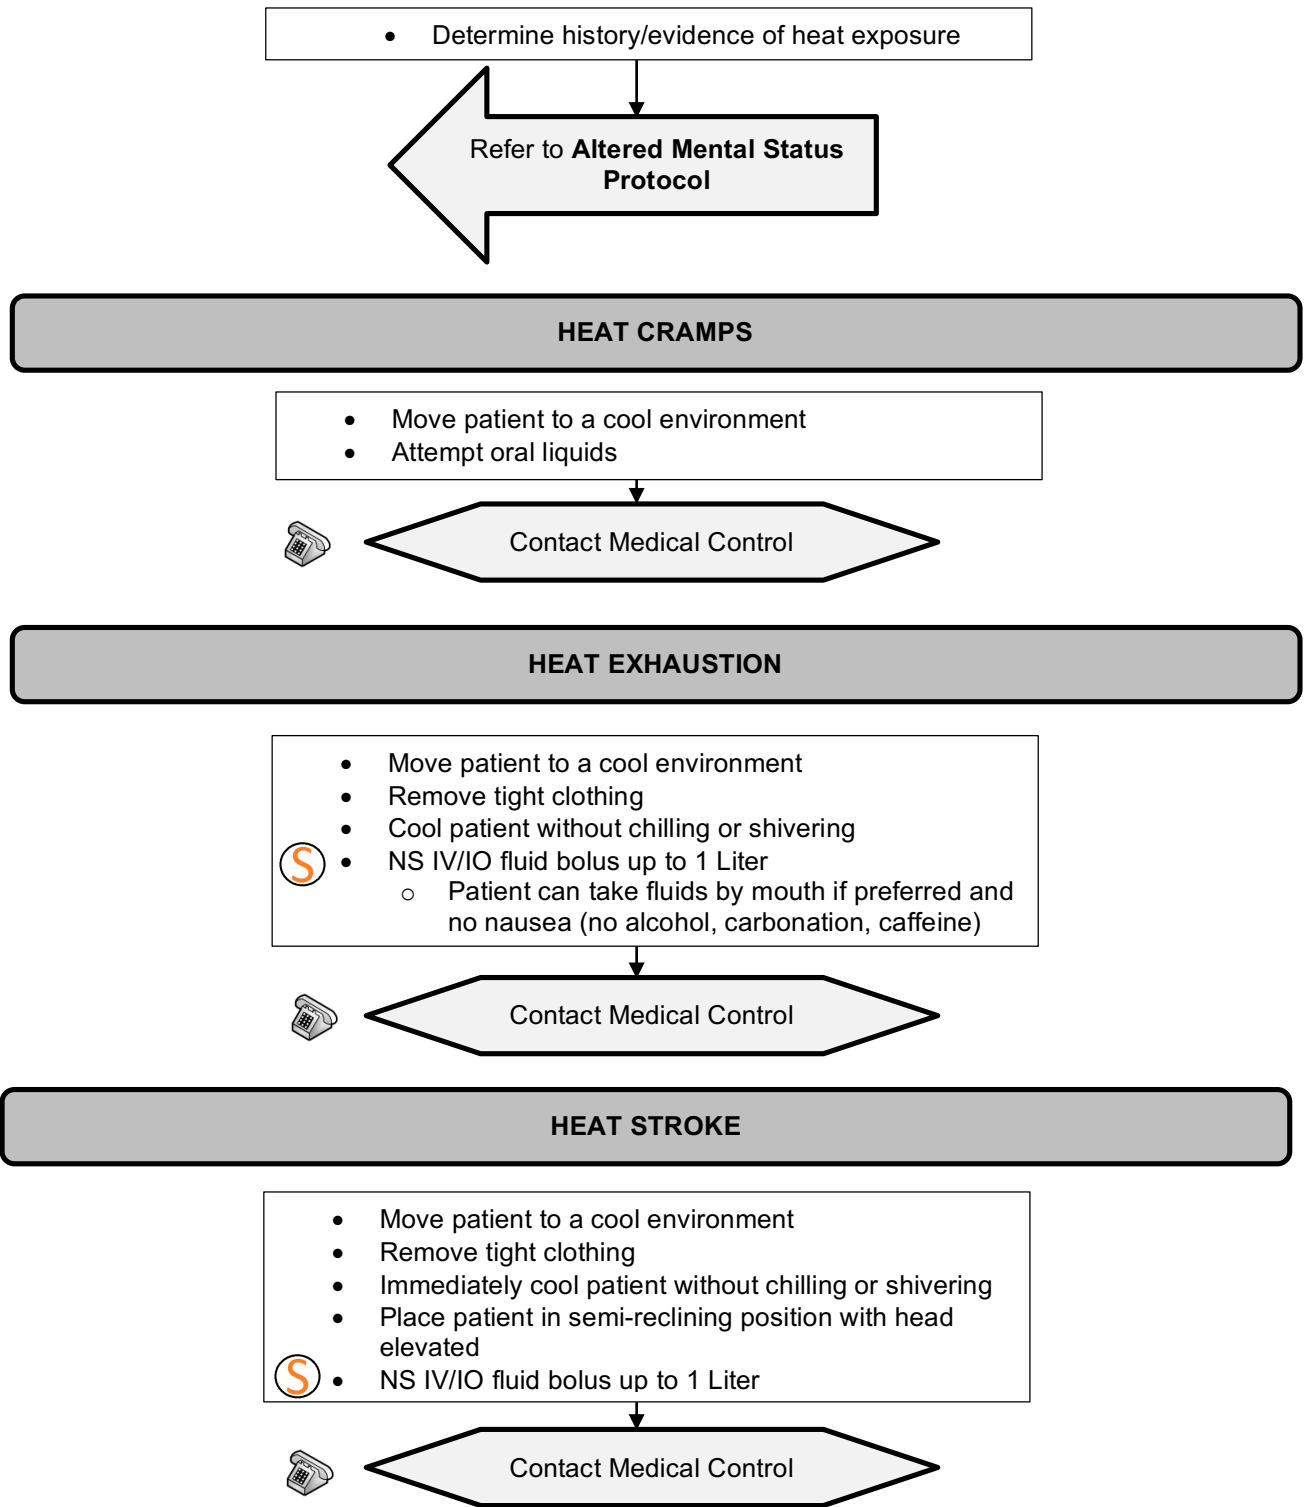 • Determine history/evidence of heat exposure
Refer to Altered Mental Status
Protocol
HEAT CRAMPS
• Move patient to a cool environment
• Attempt oral liquids
Contact Medical Control
HEAT EXHAUSTION
• Move patient to a cool environment
• Remove tight clothing
• Cool patient without chilling or shivering
S • NS IV/IO fluid bolus up to 1 Liter
o Patient can take fluids by mouth if preferred and
no nausea (no alcohol, carbonation, caffeine)
Contact Medical Control
HEAT STROKE
• Move patient to a cool environment
• Remove tight clothing
• Immediately cool patient without chilling or shivering
• Place patient in semi-reclining position with head
elevated
S • NS IV/IO fluid bolus up to 1 Liter
Contact Medical Control